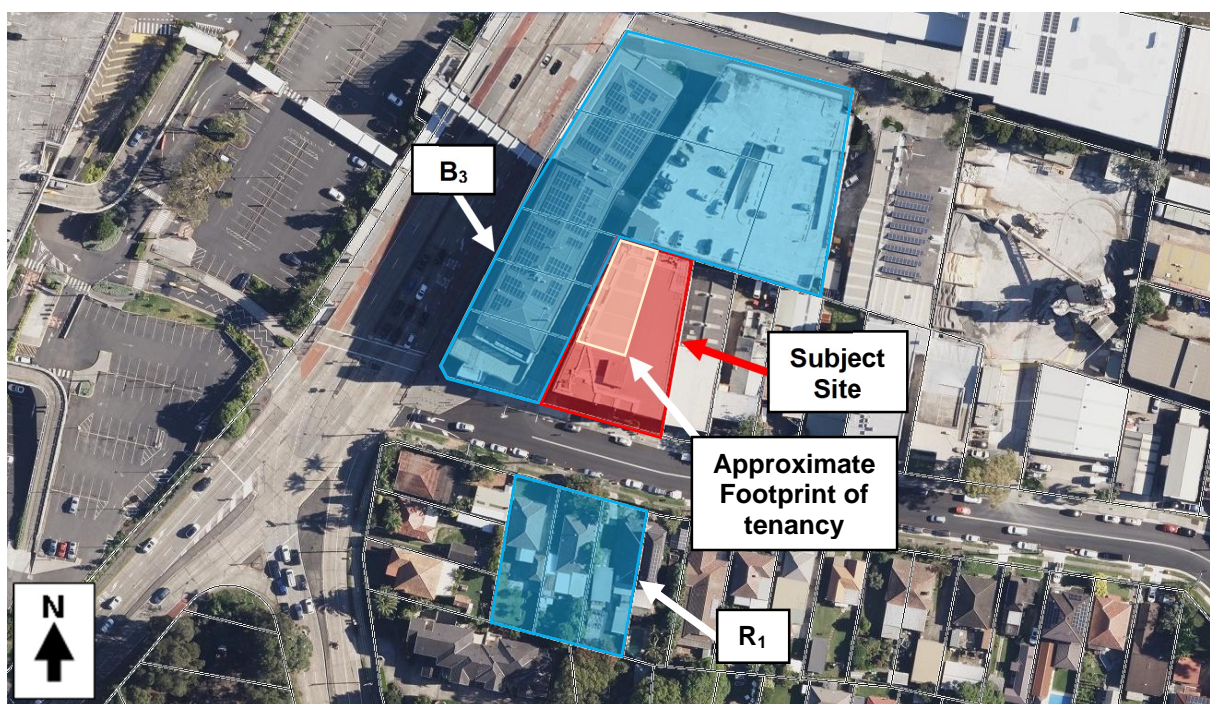 B₃
Subject
Site
Approximate
Footprint of
tenancy
N
R₁